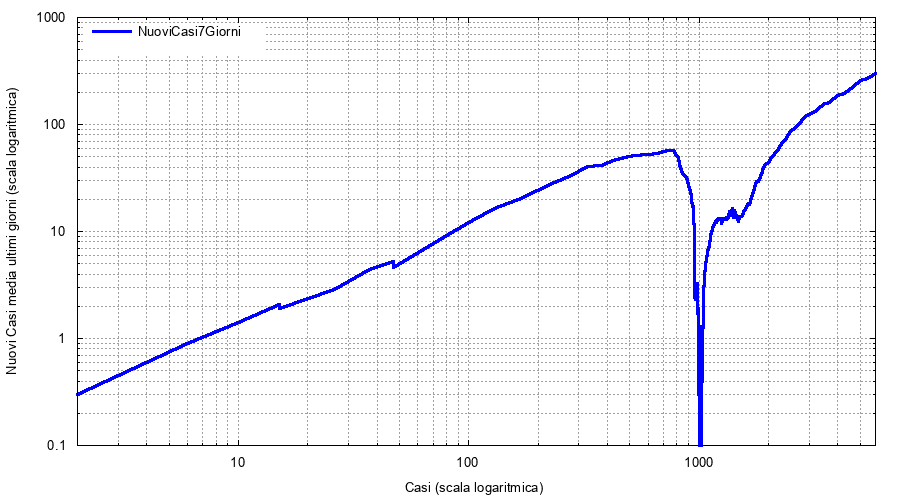 NuoviCasi7Giorni
Nuovi Casi media ultimi giorni (scala logaritmica)
1000
100
10
1
0.1
10
100
1000
Casi (scala logaritmica)